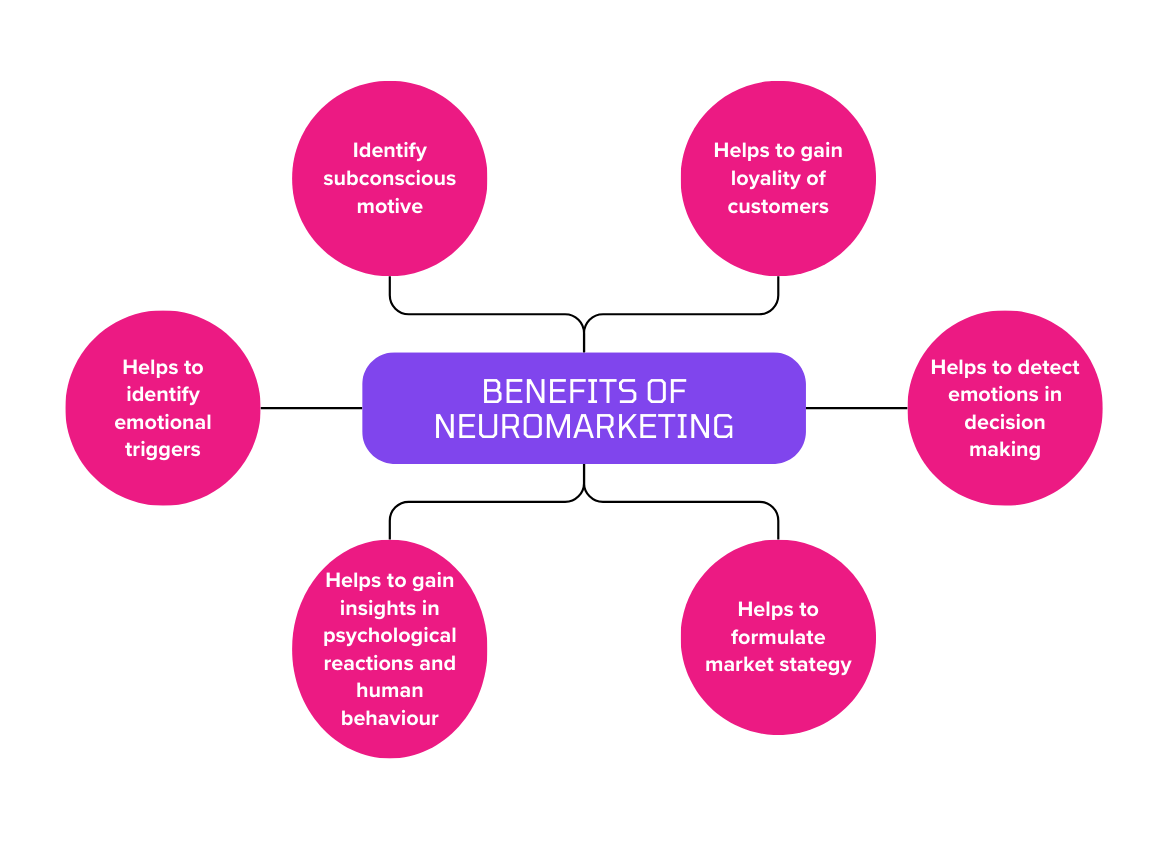 Identify
subconscious
motive
Helps to gain
loyality of
customers
Helps to
identify
emotional
triggers
BENEFITS OF
NEUROMARKETING
Helps to detect
emotions in
decision
making
Helps to gain
insights in
psychological
reactions and
human
behaviour
Helps to
formulate
market stategy